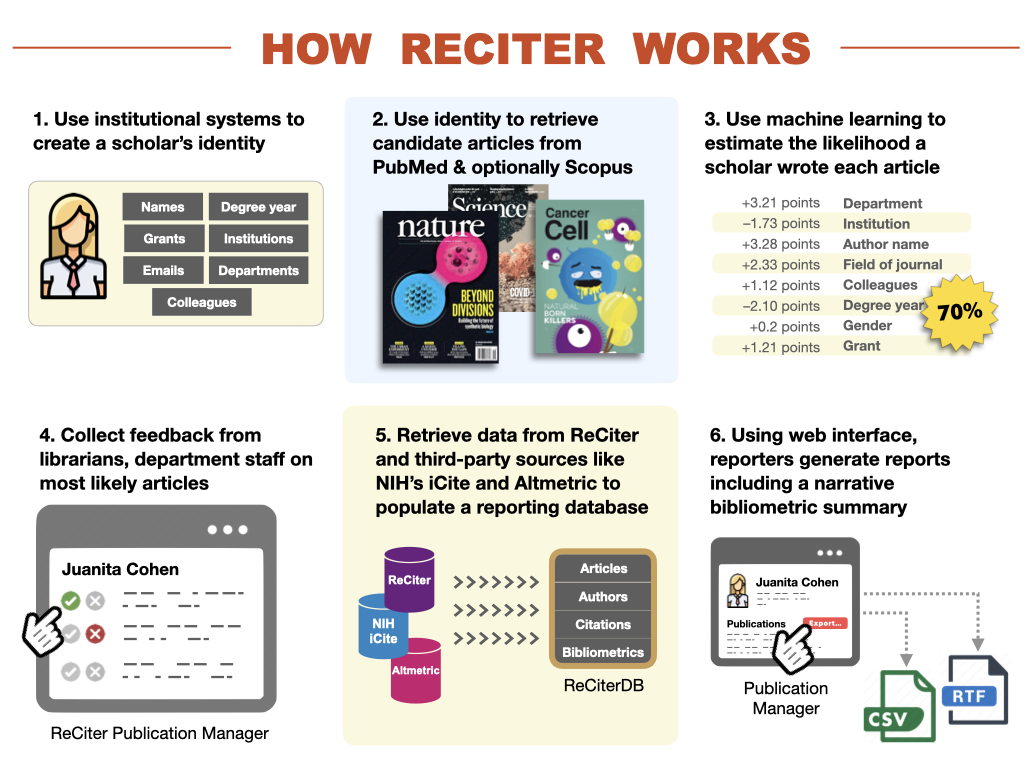 HOW RECITER WORKS
1. Use institutional systems to
create a scholar's identity
Names
Degree year
Grants
Institutions
Emails
Departments
Colleagues
2. Use identity to retrieve
candidate articles from
PubMed & optionally Scopus
Science
COVID
nature
BEYOND
DIVISIONS
Building the future of
synthetic biology
Cancer
Cell
NATURAL
BORN
KILLERS
3. Use machine learning to
estimate the likelihood a
scholar wrote each article
+3.21 points Department
−1.73 points Institution
+3.28 points Author name
+2.33 points Field of journal
+1.12 points Colleagues
−2.10 points Degree year
+0.2 points Gender
+1.21 points Grant
70%
4. Collect feedback from
librarians, department staff on
most likely articles
Juanita Cohen
ReCiter Publication Manager
5. Retrieve data from ReCiter
and third-party sources like
NIH's iCite and Altmetric to
populate a reporting database
ReCiter
NIH
iCite
Altmetric
Articles
Authors
Citations
Bibliometrics
ReCiterDB
6. Using web interface,
reporters generate reports
including a narrative
bibliometric summary
Juanita Cohen
Publications
Export...
Publication
Manager
CSV
RTF